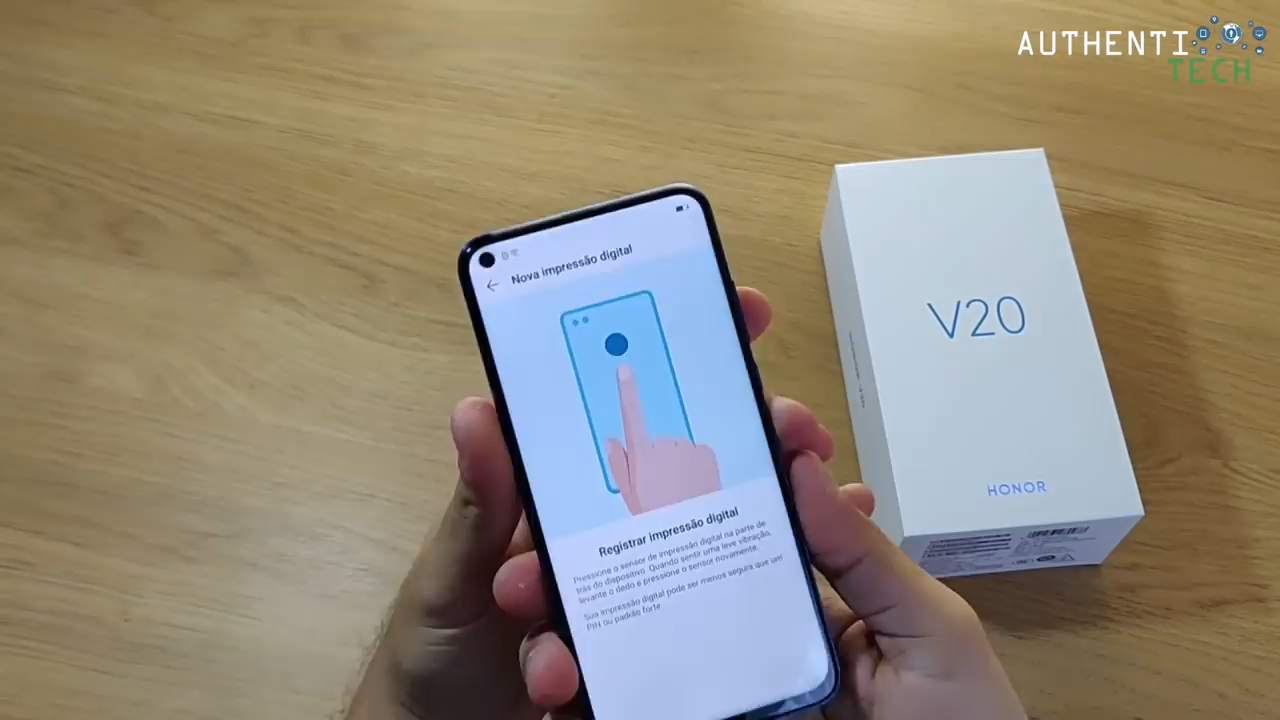 AUTHENTI
TECH
Nova impressão digital
Registrar impressão digital
Pressione o sensor de impressão digital na parte de
trás do dispositivo. Quando sentir uma leve vibração,
levante o dedo e pressione o sensor novamente.
Sua impressão digital pode ser menos segura que um
PIN ou padrão forte
V20
HONOR